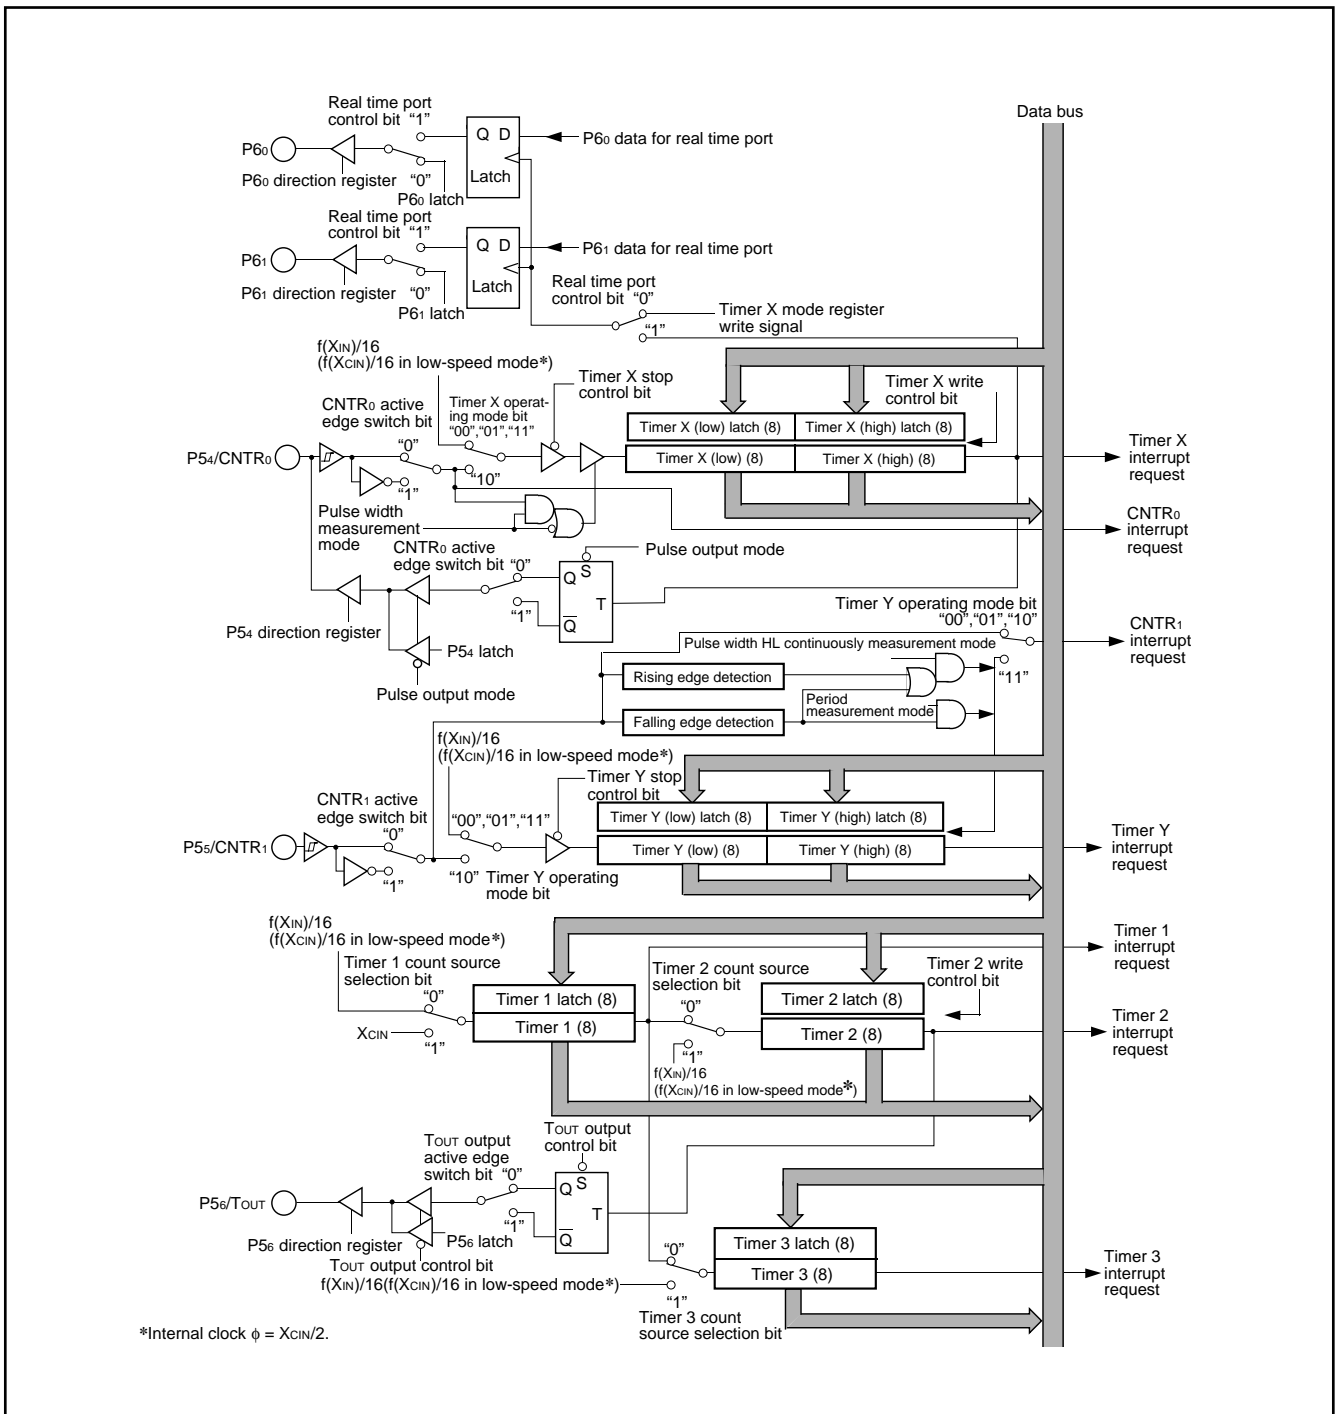 Data bus
Real time port
control bit “1”
Q D
P60 data for real time port
P60
Latch
P60 direction register “0”
P60 latch
Real time port
control bit “1”
Q D
P61 data for real time port
P61
Latch
P61 direction register “0”
P61 latch
Real time port
control bit “0”
Timer X mode register
write signal
“1”
f(XIN)/16
(f(XCIN)/16 in low-speed mode*)
Timer X stop
control bit
Timer X write
control bit
CNTR0 active
edge switch bit
Timer X operat-
ing mode bit
“00”,“01”,“11”
“0”
Timer X (low) latch (8)
Timer X (high) latch (8)
P54/CNTR0
Timer X (low) (8)
Timer X (high) (8)
Timer X
interrupt
request
“10”
“1”
Pulse width
measurement
mode
CNTR0
interrupt
request
CNTR0 active
edge switch bit
“0”
Pulse output mode
Q S
T
Q
“1”
P54 direction register
P54 latch
Pulse output mode
Timer Y operating mode bit
“00”,“01”,“10”
CNTR1
interrupt
request
Pulse width HL continuously measurement mode
Rising edge detection
“11”
Period
measurement mode
Falling edge detection
f(XIN)/16
(f(XCIN)/16 in low-speed mode*)
Timer Y stop
control bit
CNTR1 active
edge switch bit
“00”,“01”,“11”
“0”
Timer Y (low) latch (8)
Timer Y (high) latch (8)
P55/CNTR1
Timer Y (low) (8)
Timer Y (high) (8)
Timer Y
interrupt
request
“1”
“10” Timer Y operating
mode bit
f(XIN)/16
(f(XCIN)/16 in low-speed mode*)
Timer 1
interrupt
request
Timer 1 count source
selection bit
“0”
Timer 2 count source
selection bit
“0”
Timer 2 write
control bit
Timer 1 latch (8)
Timer 2 latch (8)
XCIN
“1”
Timer 1 (8)
Timer 2 (8)
Timer 2
interrupt
request
“1”
f(XIN)/16
(f(XCIN)/16 in low-speed mode*)
TOUT output
active edge
switch bit “0”
TOUT output
control bit
Q S
T
Q
“1”
P56/TOUT
P56 direction register
P56 latch
TOUT output control bit
f(XIN)/16(f(XCIN)/16 in low-speed mode*)
“0”
“1”
Timer 3 latch (8)
Timer 3 (8)
Timer 3
interrupt
request
Timer 3 count
source selection bit
*Internal clock ϕ = XCIN/2.